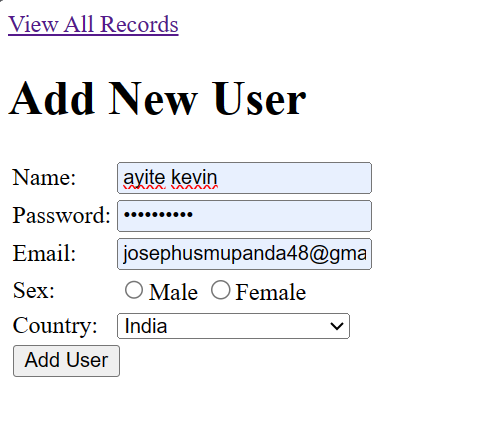 View All Records
Add New User
Name: ayite kevin
Password: ••••••••••
Email: josephusmupanda48@gma
Sex: Male Female
Country: India
Add User